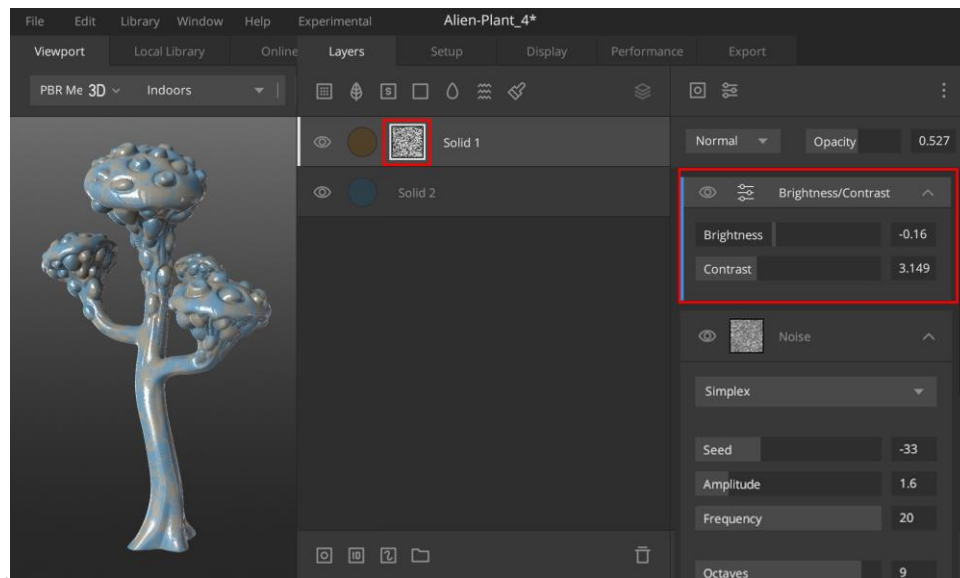 File Edit Library Window Help Experimental Alien-Plant_4*
Viewport Local Library Online Layers Setup Display Performance Export
PBR Me 3D Indoors
S
Solid 1
Normal Opacity 0.527
Solid 2
Brightness/Contrast
Brightness -0.16
Contrast 3.149
Noise
Simplex
Seed -33
Amplitude 1.6
Frequency 20
Octaves 9
ID